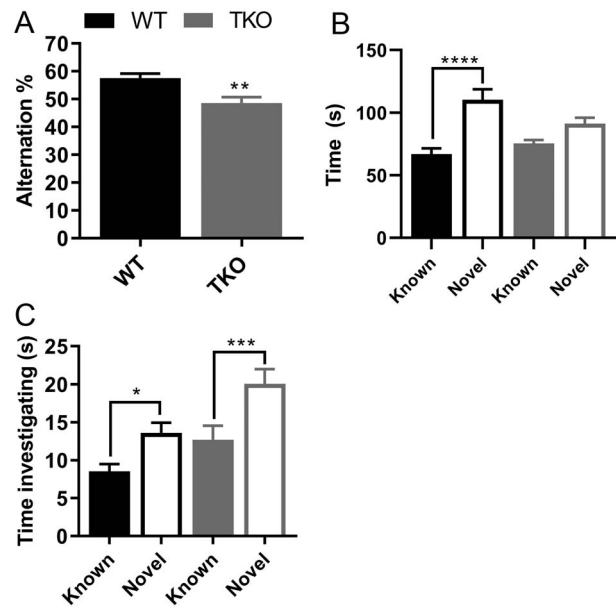 A
WT TKO
Alternation %
70
60
50
40
30
20
10
0
**
WT
TKO
B
Time (s)
150
100
50
0
****
Known
Novel
Known
Novel
C
Time investigating (s)
25
20
15
10
5
0
*
***
Known
Novel
Known
Novel